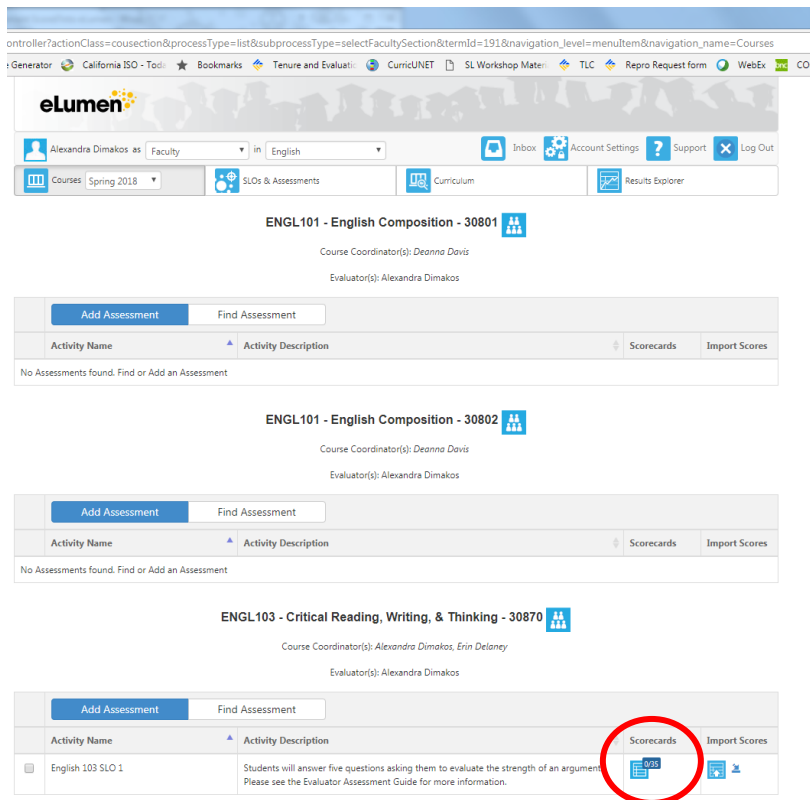 ontroller?actionClass=cousection&processType=list&subprocessType=selectFacultySection&termId=191&navigation_level=menuItem&navigation_name=Courses
e Generator California ISO - Toda Bookmarks Tenure and Evaluatio CurricUNET SL Workshop Materi TLC Repro Request form WebEx bnc CO
eLumen
Alexandra Dimakos as Faculty in English Inbox Account Settings ? Support Log Out
Courses Spring 2018 SLOs & Assessments Curriculum Results Explorer
ENGL101 - English Composition - 30801
Course Coordinator(s): Deanna Davis
Evaluator(s): Alexandra Dimakos
Add Assessment Find Assessment
Activity Name Activity Description Scorecards Import Scores
No Assessments found. Find or Add an Assessment
ENGL101 - English Composition - 30802
Course Coordinator(s): Deanna Davis
Evaluator(s): Alexandra Dimakos
Add Assessment Find Assessment
Activity Name Activity Description Scorecards Import Scores
No Assessments found. Find or Add an Assessment
ENGL103 - Critical Reading, Writing, & Thinking - 30870
Course Coordinator(s): Alexandra Dimakos, Erin Delaney
Evaluator(s): Alexandra Dimakos
Add Assessment Find Assessment
Activity Name Activity Description Scorecards Import Scores
English 103 SLO 1 Students will answer five questions asking them to evaluate the strength of an argument 0/35
Please see the Evaluator Assessment Guide for more information.